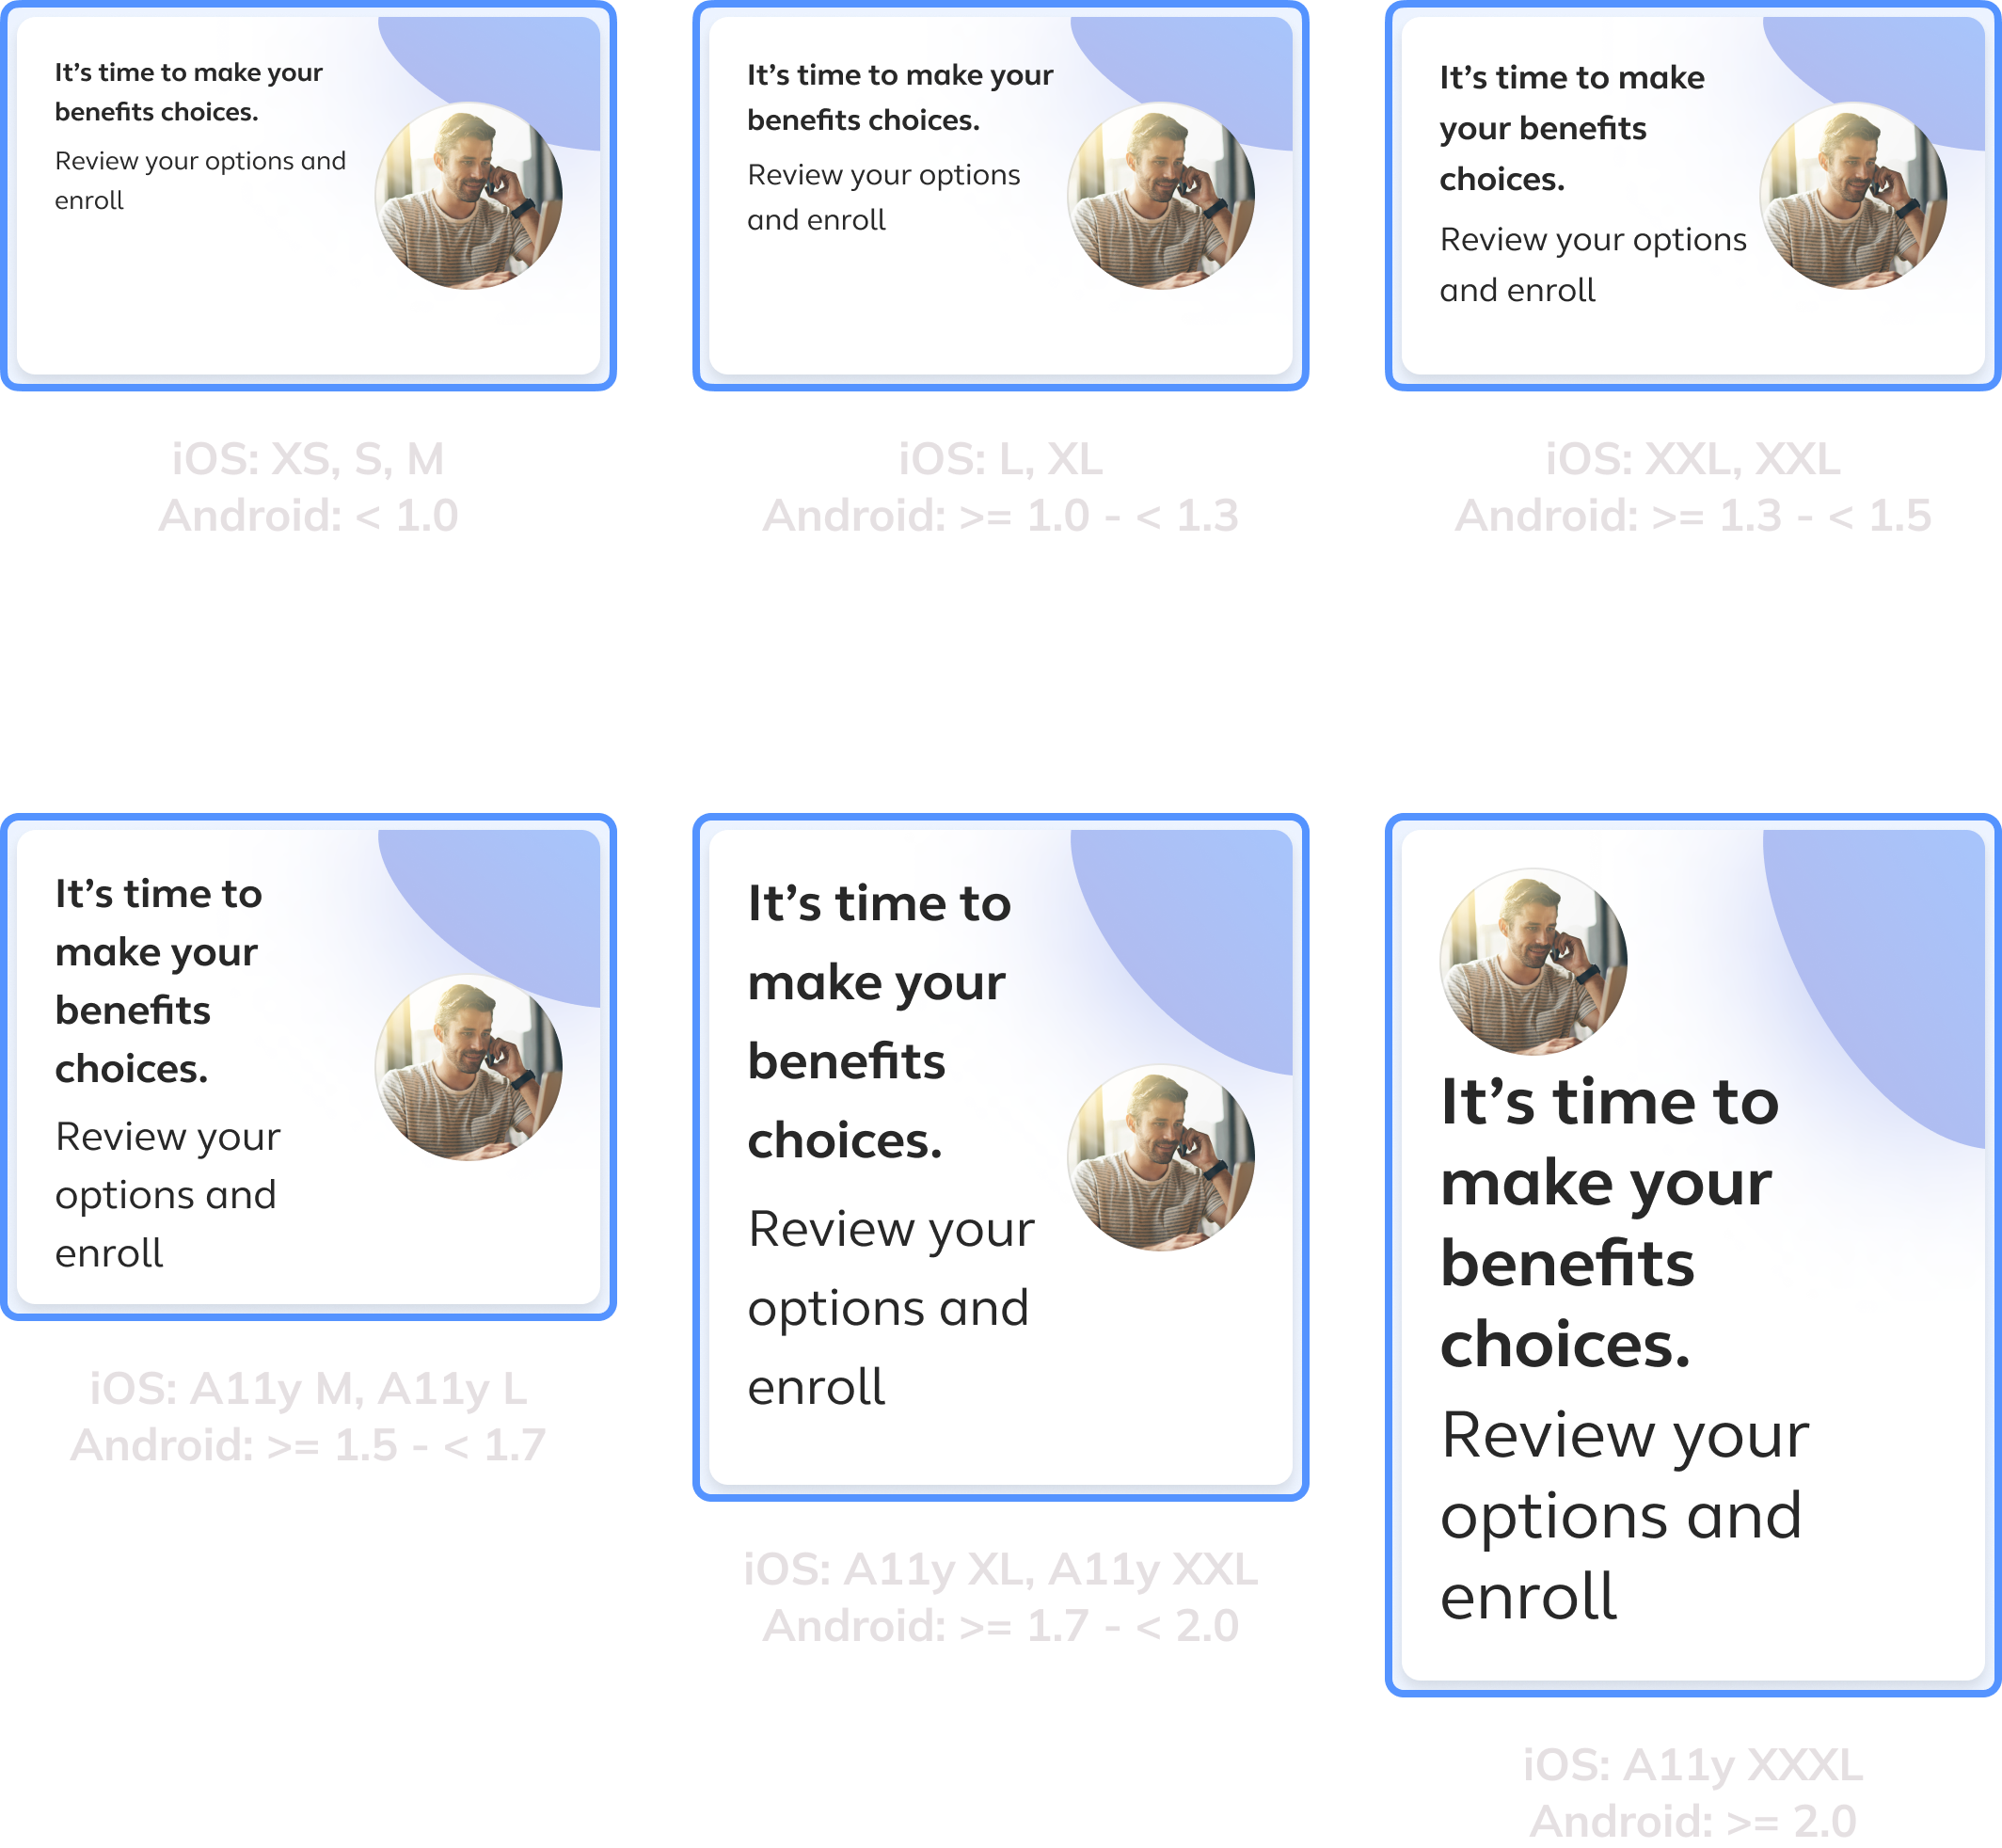 It’s time to make your
benefits choices.
Review your options and
enroll
It’s time to make your
benefits choices.
Review your options
and enroll
It’s time to make
your benefits
choices.
Review your options
and enroll
iOS: XS, S, M
Android: < 1.0
iOS: L, XL
Android: >= 1.0 - < 1.3
iOS: XXL, XXL
Android: >= 1.3 - < 1.5
It’s time to
make your
benefits
choices.
Review your
options and
enroll
iOS: A11y M, A11y L
Android: >= 1.5 - < 1.7
It’s time to
make your
benefits
choices.
Review your
options and
enroll
iOS: A11y XL, A11y XXL
Android: >= 1.7 - < 2.0
It’s time to
make your
benefits
choices.
Review your
options and
enroll
iOS: A11y XXXL
Android: >= 2.0